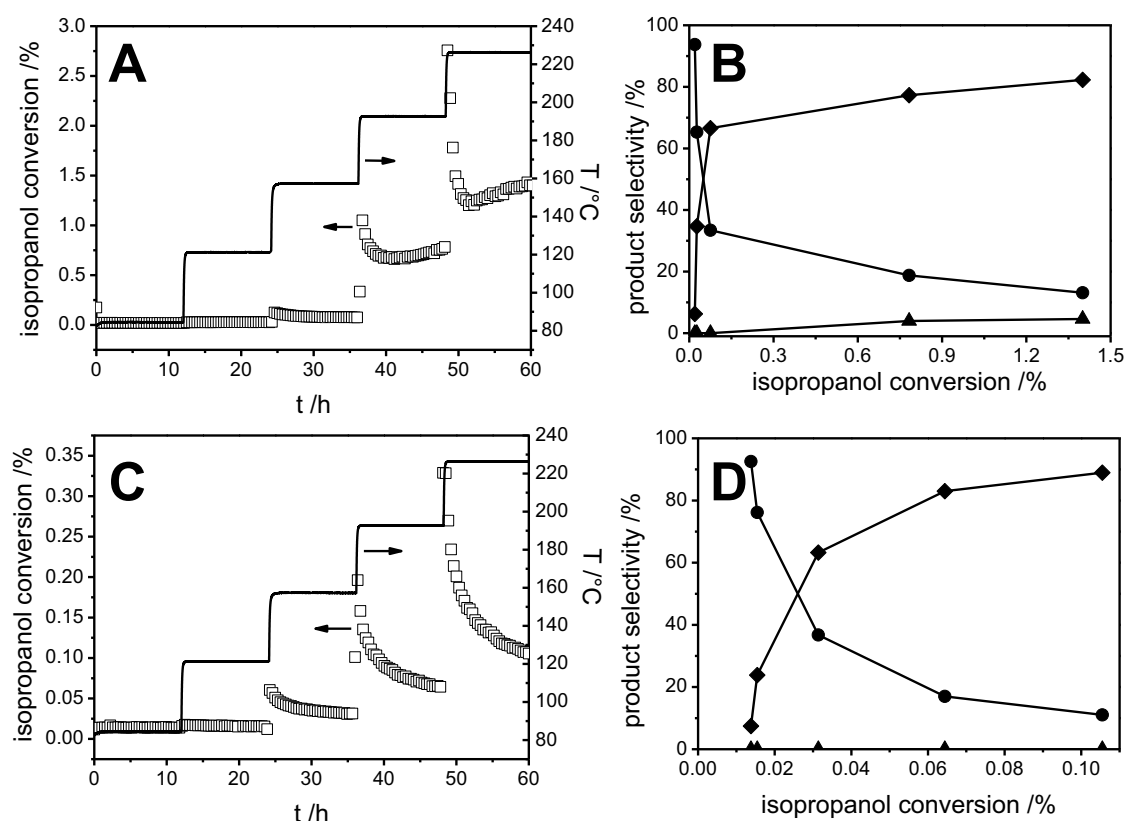 A
isopropanol conversion /%
3.0
2.5
2.0
1.5
1.0
0.5
0.0
240
220
200
180
160
140
120
100
80
T /°C
0 10 20 30 40 50 60
t /h
B
product selectivity /%
100
80
60
40
20
0
0.0 0.3 0.6 0.9 1.2 1.5
isopropanol conversion /%
C
isopropanol conversion /%
0.35
0.30
0.25
0.20
0.15
0.10
0.05
0.00
240
220
200
180
160
140
120
100
80
T /°C
0 10 20 30 40 50 60
t /h
D
product selectivity /%
100
80
60
40
20
0
0.00 0.02 0.04 0.06 0.08 0.10
isopropanol conversion /%